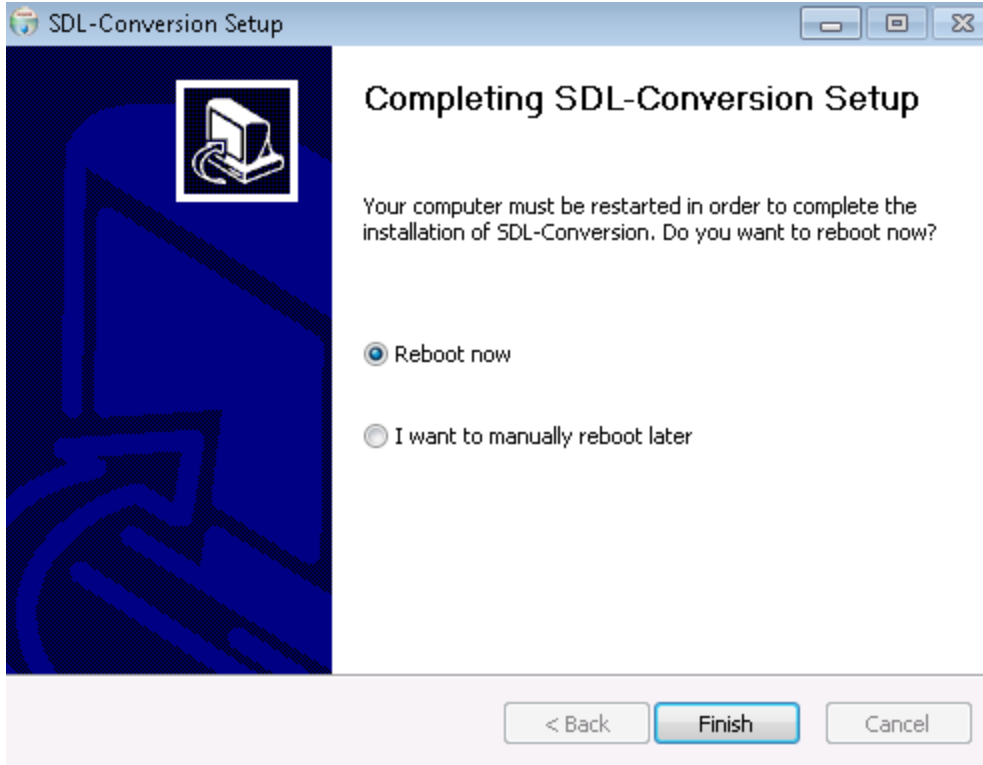 SDL-Conversion Setup
Completing SDL-Conversion Setup
Your computer must be restarted in order to complete the
installation of SDL-Conversion. Do you want to reboot now?
Reboot now
I want to manually reboot later
< Back
Finish
Cancel